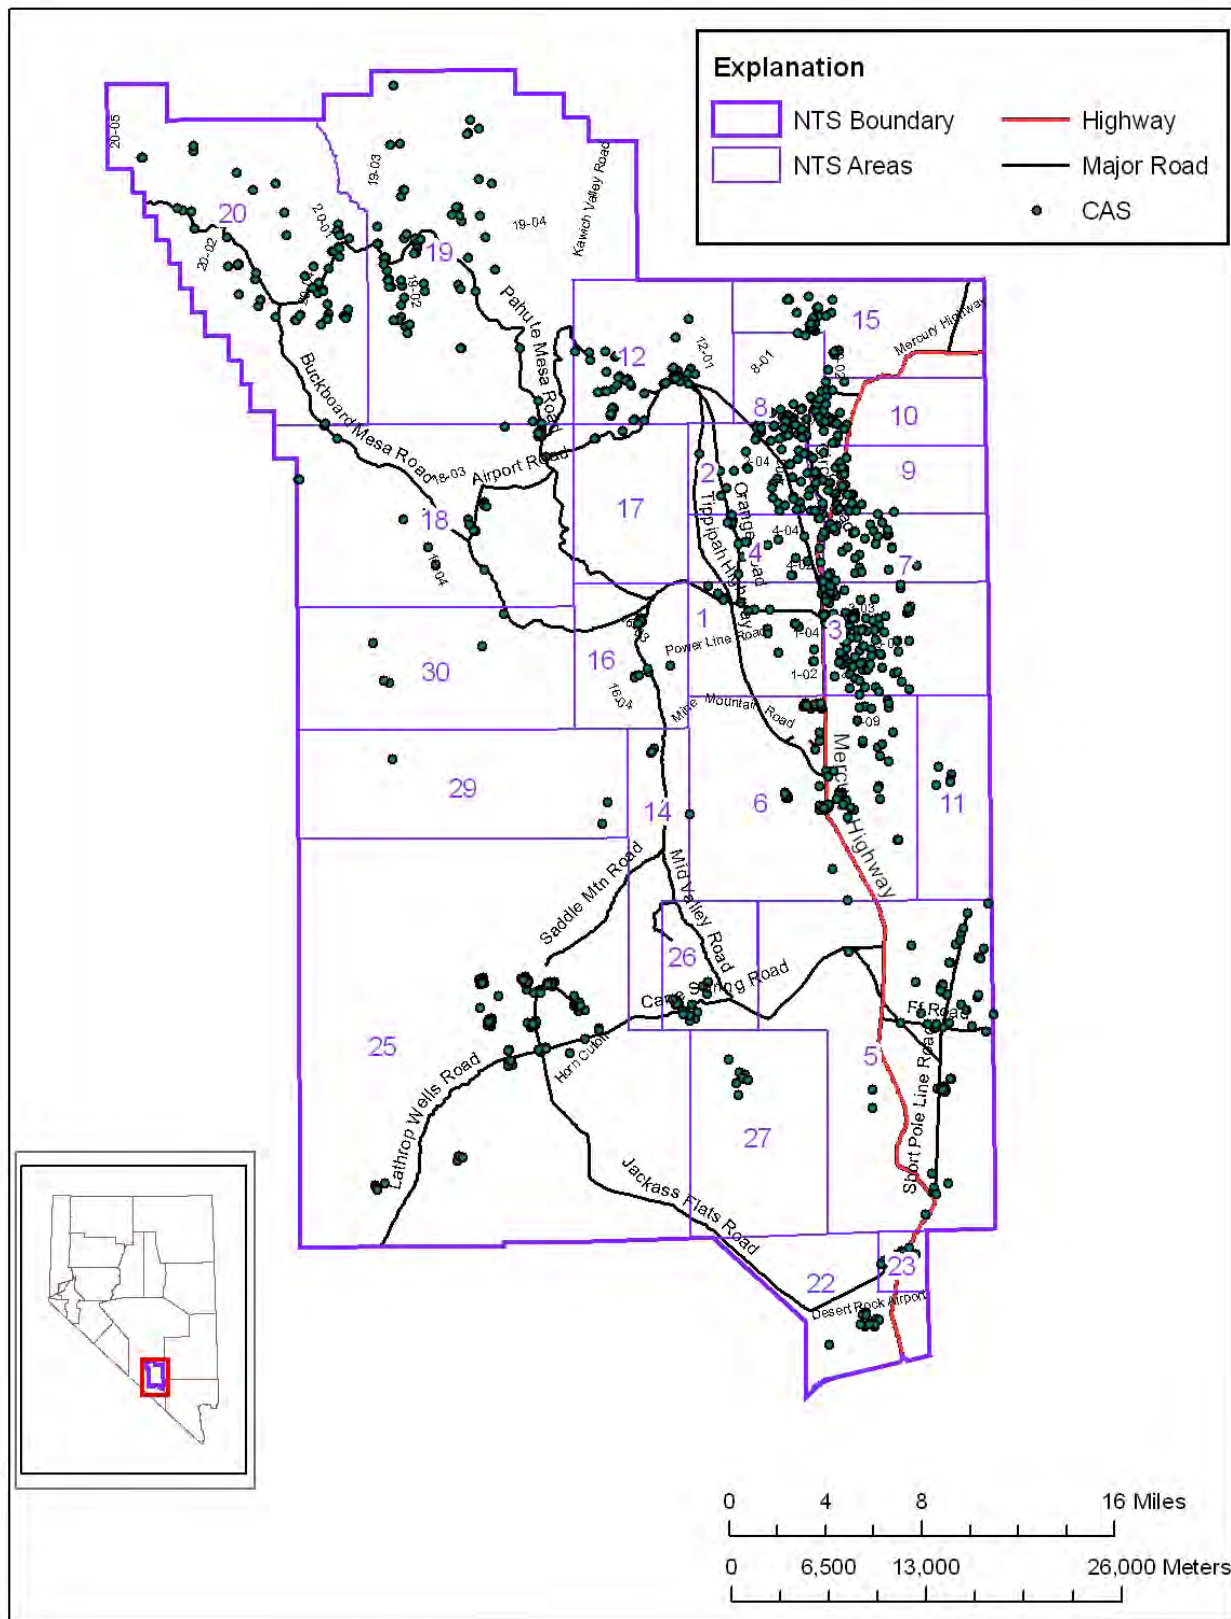 Explanation
NTS Boundary
NTS Areas
Highway
Major Road
CAS
20-05
19-03
Kawich Valley Road
20
2.0-01
19-04
20-02
19
19-02
Pahute Mesa Road
15
Mercury Highway
12
12-01
8-01
Buckboard Mesa Road
8
10
18-03
Airport Road
2
9
17
18
Orange Road
Tippipah Highway
4-04
4
7
1
3
1-04
Power Line Road
16
30
1-02
16-04
Mine Mountain Road
Mercury Highway
29
14
6
11
Saddle Mtn Road
Mid Valley Road
26
Cane Spring Road
25
5
Horn Cutoff
Lathrop Wells Road
Short Pole Line Road
27
Jackass Flats Road
23
22
Desert Rock Airport
0 4 8 16 Miles
0 6,500 13,000 26,000 Meters